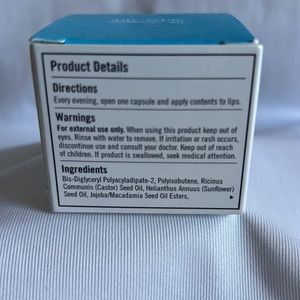 Product Details
Directions
Every evening, open one capsule and apply contents to lips.
Warnings
For external use only. When using this product keep out of
eyes. Rinse with water to remove. If irritation or rash occurs,
discontinue use and consult your doctor. Keep out of reach
of children. If product is swallowed, seek medical attention.
Ingredients
Bis-Diglyceryl Polyacyladipate-2, Polyisobutene, Ricinus
Communis (Castor) Seed Oil, Helianthus Annuus (Sunflower)
Seed Oil, Jojoba/Macadamia Seed Oil Esters,